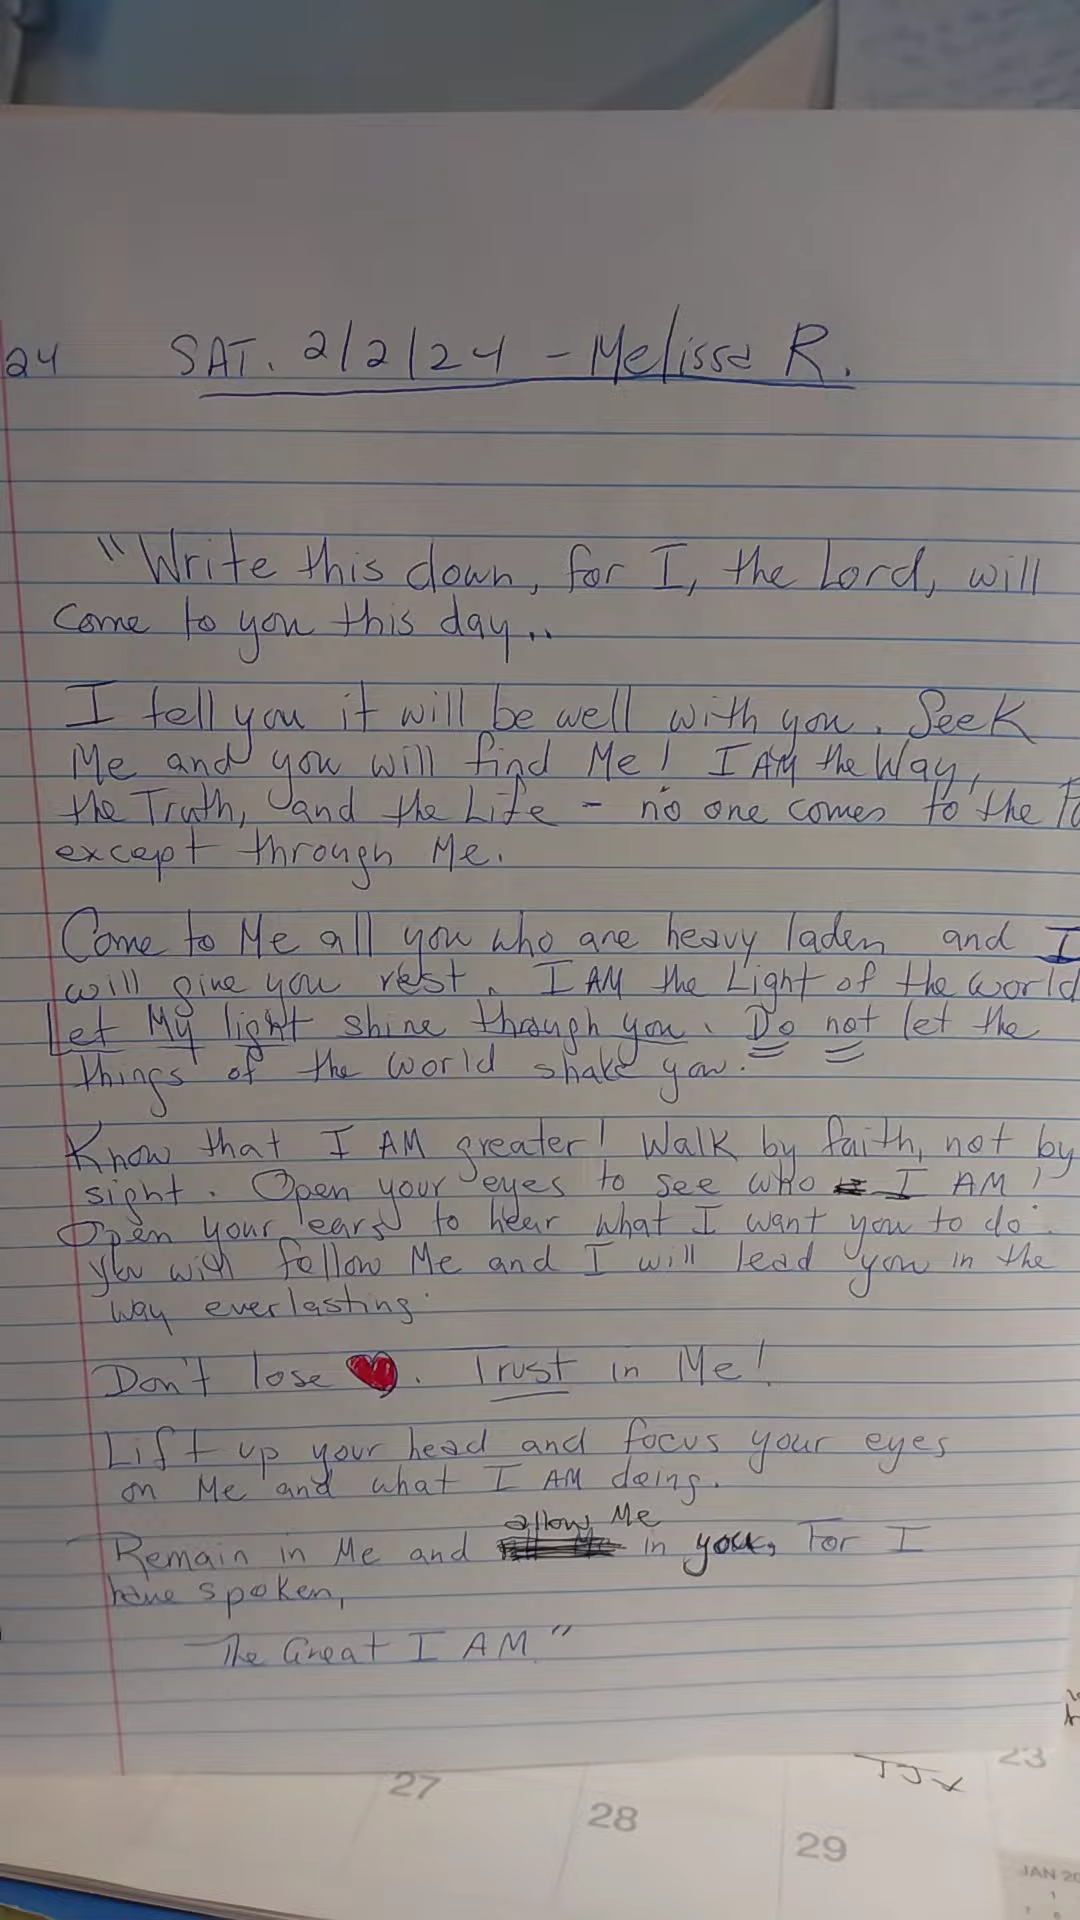 24 SAT. 2/2/24 - Melissa R.
"Write this down, for I, the Lord, will
come to you this day..
I tell you it will be well with you. Seek
Me and you will find Me! I AM the Way,
the Truth, and the Life - no one comes to the
except through Me.
Come to Me all you who are heavy laden and I
will give you rest. I AM the Light of the world
Let My light shine through you. Do not let the
things of the world shake you.
Know that I AM greater! Walk by faith, not by
sight. Open your eyes to see who I AM!
Open your ears to hear what I want you to do.
you will follow Me and I will lead you in the
way everlasting.
Don't lose ❤. Trust in Me!
Lift up your head and focus your eyes
on Me and what I AM doing.
allow Me
Remain in Me and in you, For I
have spoken,
The Great I AM"
23
TJX
27
28
29
JAN 20
1